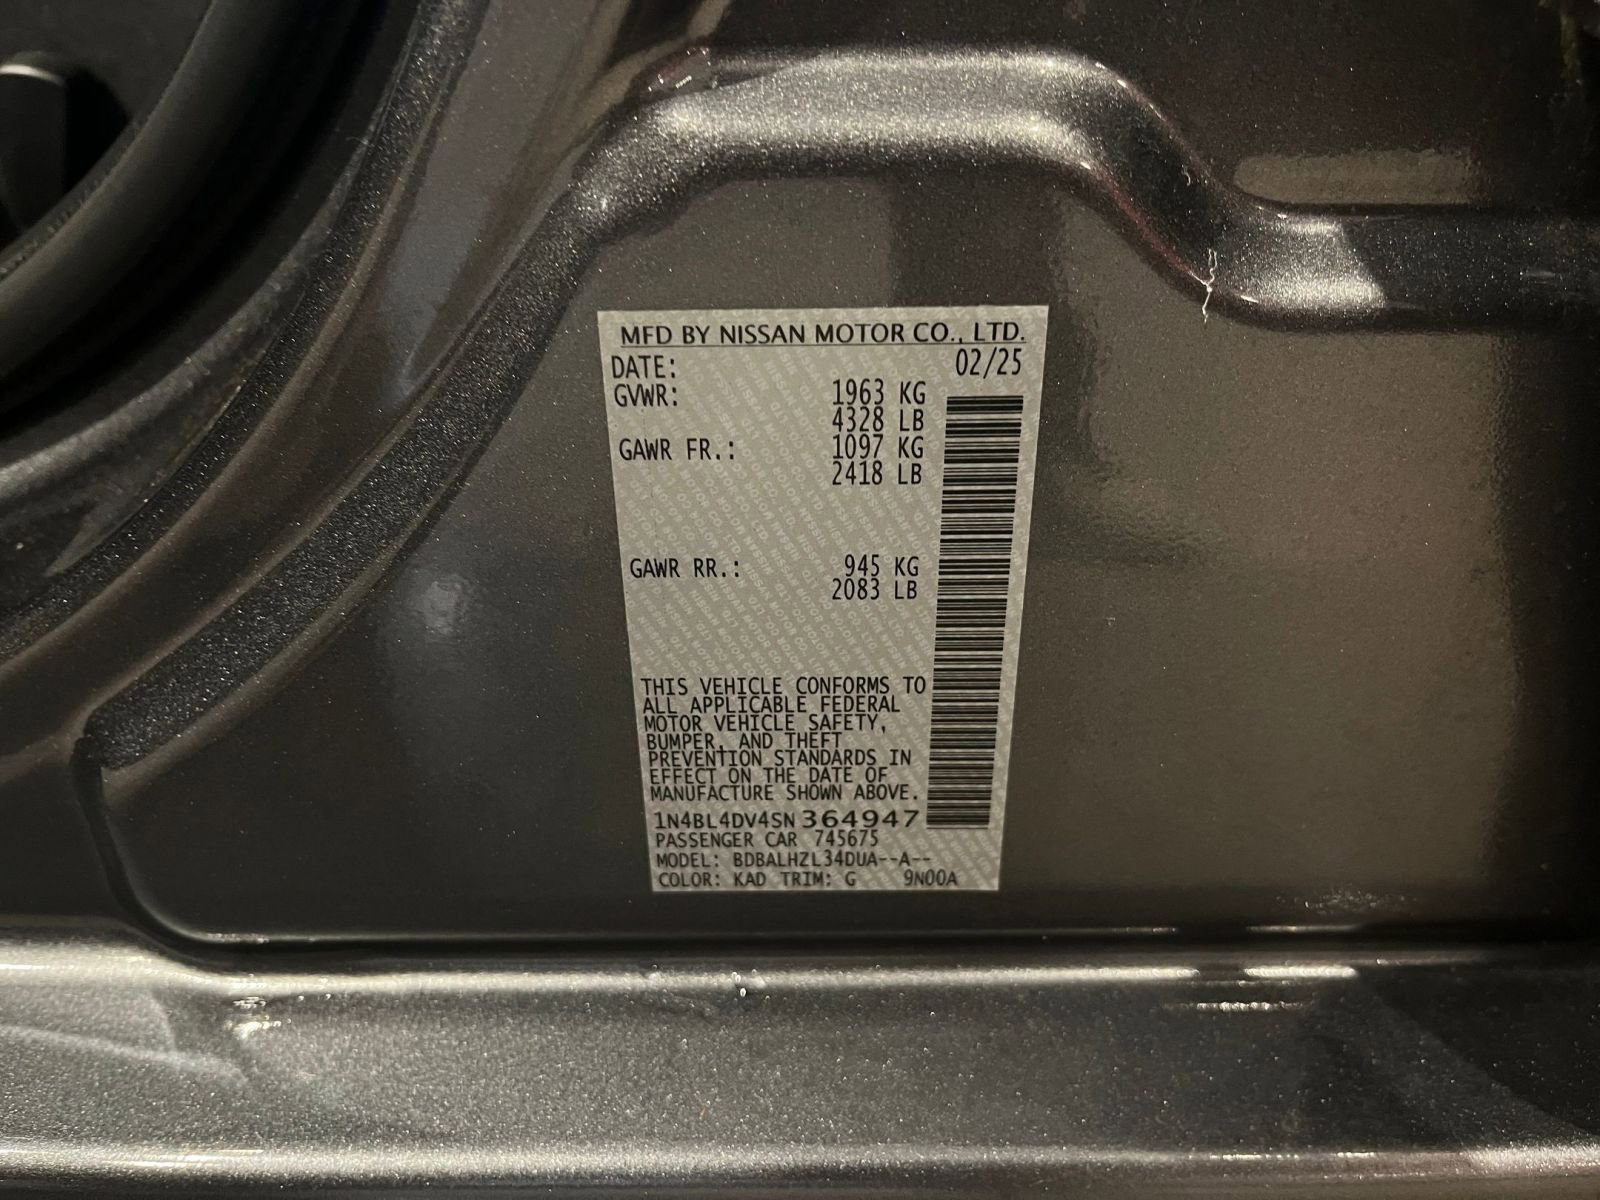 MFD BY NISSAN MOTOR CO., LTD.
DATE: 02/25
GVWR: 1963 KG
4328 LB
GAWR FR.: 1097 KG
2418 LB
GAWR RR.: 945 KG
2083 LB
THIS VEHICLE CONFORMS TO
ALL APPLICABLE FEDERAL
MOTOR VEHICLE SAFETY,
BUMPER, AND THEFT
PREVENTION STANDARDS IN
EFFECT ON THE DATE OF
MANUFACTURE SHOWN ABOVE.
1N4BL4DV4SN364947
PASSENGER CAR 745675
MODEL: BDBALHZL34DUA--A--
COLOR: KAD TRIM: G 9N00A